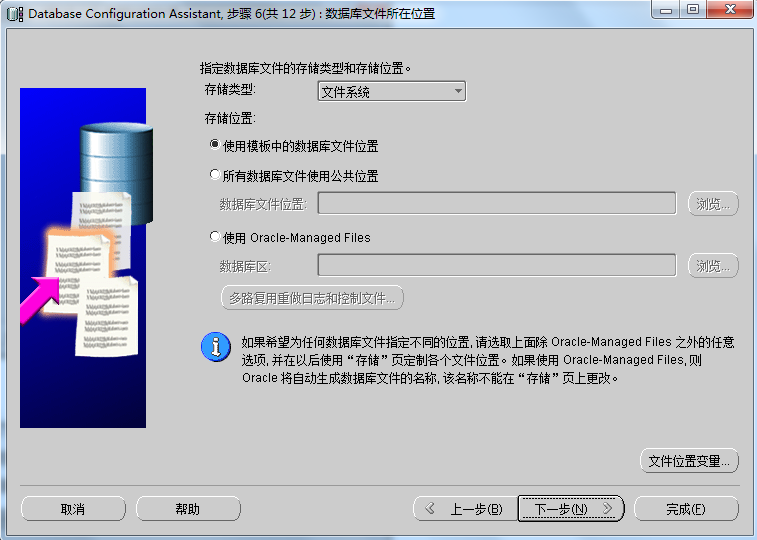 Database Configuration Assistant, 步骤 6(共 12 步) : 数据库文件所在位置
指定数据库文件的存储类型和存储位置。
存储类型: 文件系统
存储位置:
使用模板中的数据库文件位置
所有数据库文件使用公共位置
数据库文件位置: 浏览...
使用 Oracle-Managed Files
数据库区: 浏览...
多路复用重做日志和控制文件...
如果希望为任何数据库文件指定不同的位置, 请选取上面除 Oracle-Managed Files 之外的任意
选项, 并在以后使用“存储”页定制各个文件位置。如果使用 Oracle-Managed Files, 则
Oracle 将自动生成数据库文件的名称, 该名称不能在“存储”页上更改。
文件位置变量...
取消 帮助 上一步(B) 下一步(N) 完成(F)